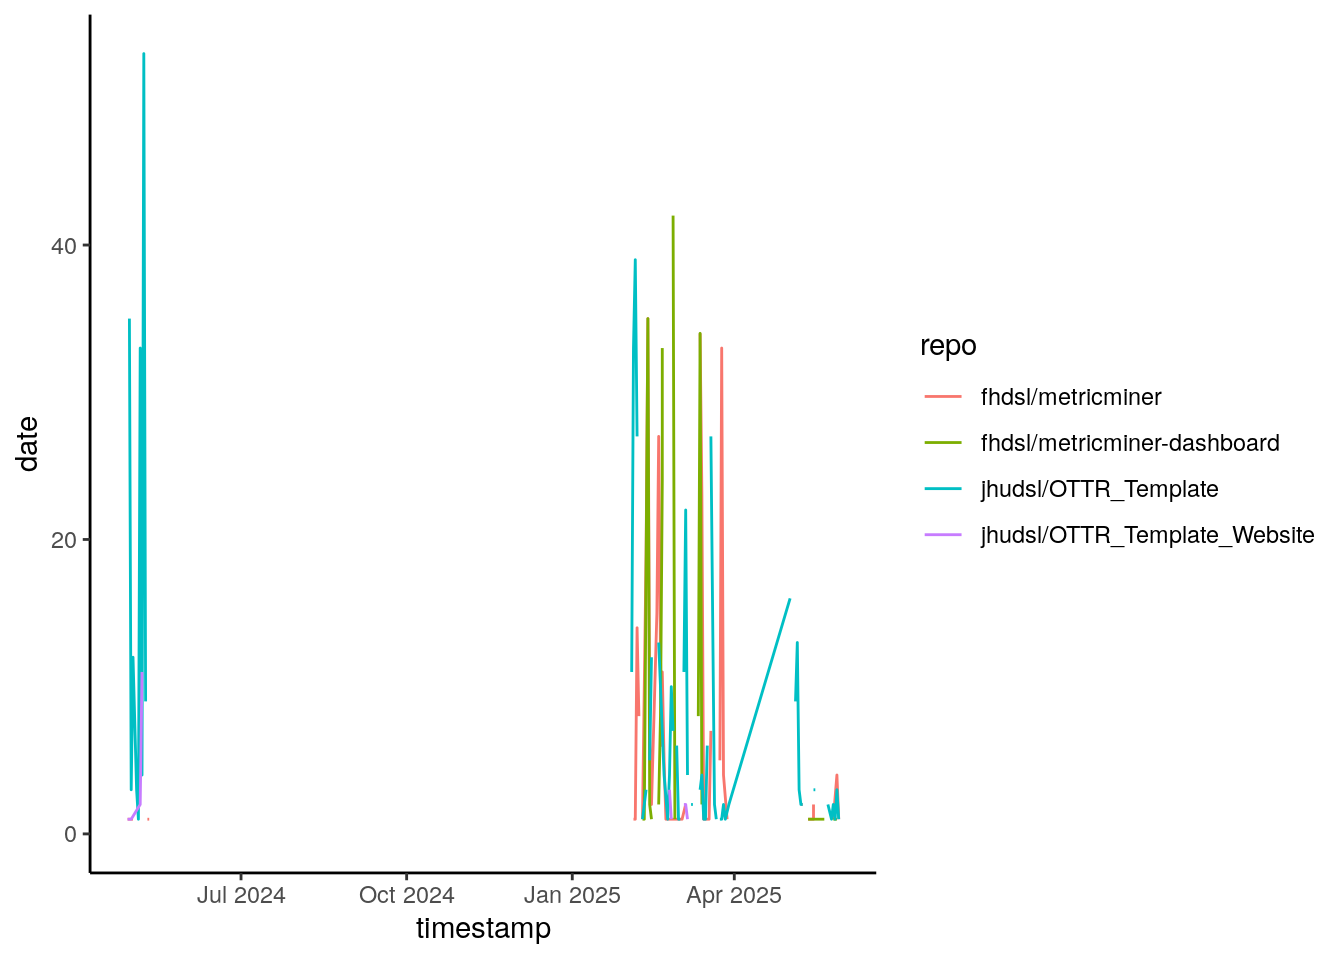 date
40
20
0
Jul 2024
Oct 2024
Jan 2025
Apr 2025
timestamp
repo
fhdsl/metricminer
fhdsl/metricminer-dashboard
jhudsl/OTTR_Template
jhudsl/OTTR_Template_Website